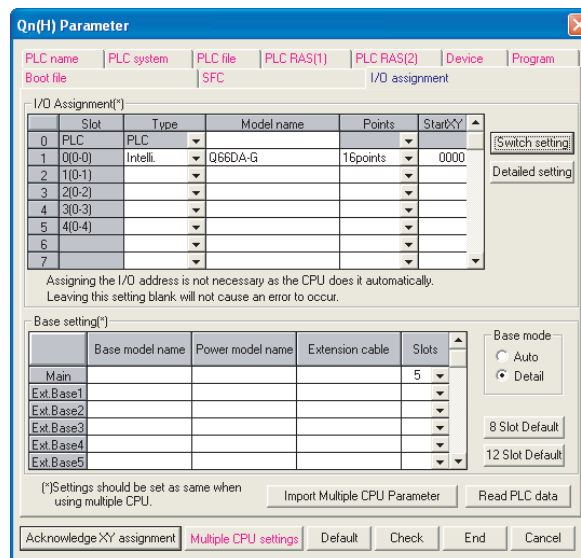 Qn(H) Parameter
PLC name PLC system PLC file PLC RAS(1) PLC RAS(2) Device Program
Boot file SFC I/O assignment
I/O Assignment(*)
Slot Type Model name Points StartXY
0 PLC PLC
1 0(0-0) Intelli. Q66DA-G 16points 0000
2 1(0-1)
3 2(0-2)
4 3(0-3)
5 4(0-4)
6
7
Switch setting
Detailed setting
Assigning the I/O address is not necessary as the CPU does it automatically.
Leaving this setting blank will not cause an error to occur.
Base setting(*)
Base model name Power model name Extension cable Slots
Main 5
Ext.Base1
Ext.Base2
Ext.Base3
Ext.Base4
Ext.Base5
Base mode
Auto
Detail
8 Slot Default
12 Slot Default
(*)Settings should be set as same when
using multiple CPU.
Import Multiple CPU Parameter Read PLC data
Acknowledge XY assignment Multiple CPU settings Default Check End Cancel